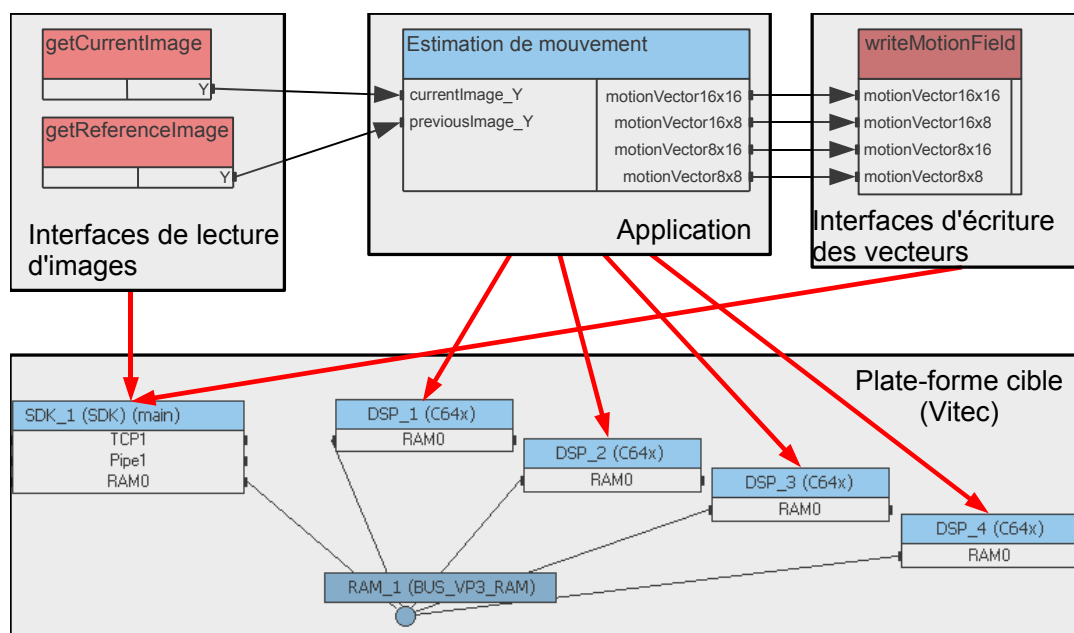 getCurrentImage
Y
getReferenceImage
Y
Interfaces de lecture
d'images
Estimation de mouvement
currentImage_Y
previousImage_Y
motionVector16x16
motionVector16x8
motionVector8x16
motionVector8x8
Application
writeMotionField
motionVector16x16
motionVector16x8
motionVector8x16
motionVector8x8
Interfaces d'écriture
des vecteurs
Plate-forme cible
(Vitec)
SDK_1 (SDK) (main)
TCP1
Pipe1
RAM0
DSP_1 (C64x)
RAM0
DSP_2 (C64x)
RAM0
DSP_3 (C64x)
RAM0
DSP_4 (C64x)
RAM0
RAM_1 (BUS_VP3_RAM)